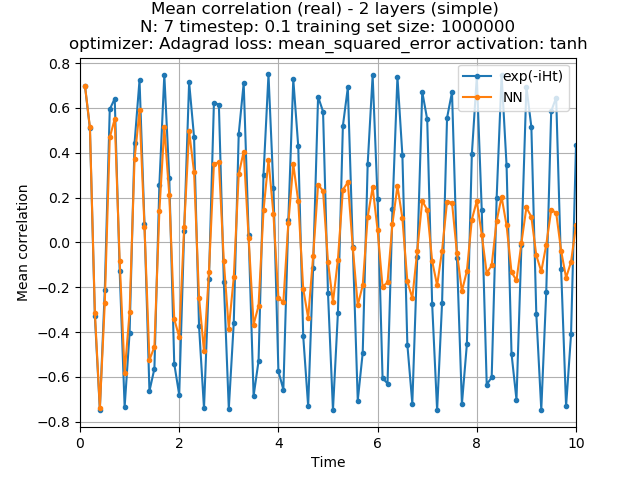 Mean correlation (real) - 2 layers (simple)
N: 7 timestep: 0.1 training set size: 1000000
optimizer: Adagrad loss: mean_squared_error activation: tanh
exp(-iHt)
NN
Mean correlation
0.8
0.6
0.4
0.2
0.0
−0.2
−0.4
−0.6
−0.8
0 2 4 6 8 10
Time